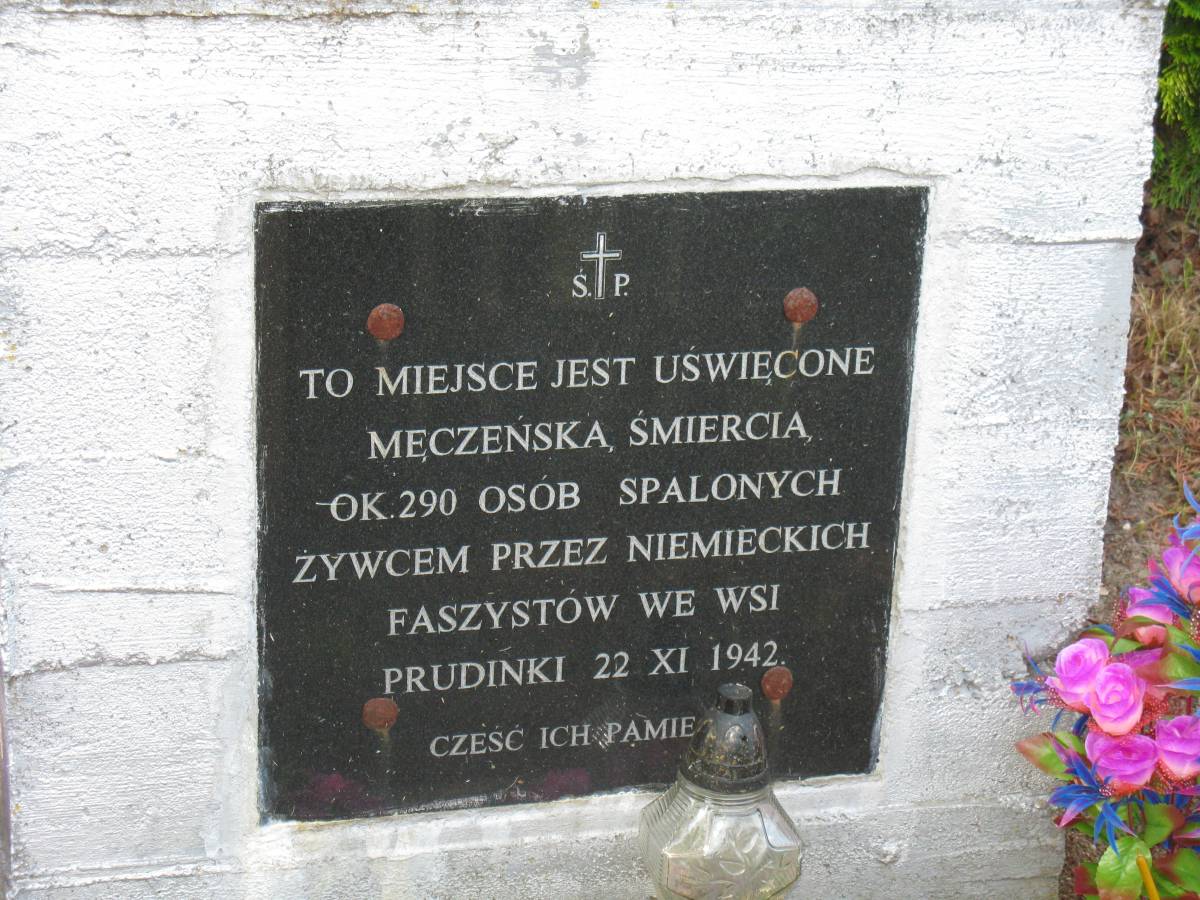 Ś. P.
TO MIEJSCE JEST UŚWIĘCONE
MĘCZEŃSKĄ ŚMIERCIĄ
OK. 290 OSÓB SPALONYCH
ŻYWCEM PRZEZ NIEMIECKICH
FASZYSTÓW WE WSI
PRUDINKI 22 XI 1942.
CZEŚĆ ICH